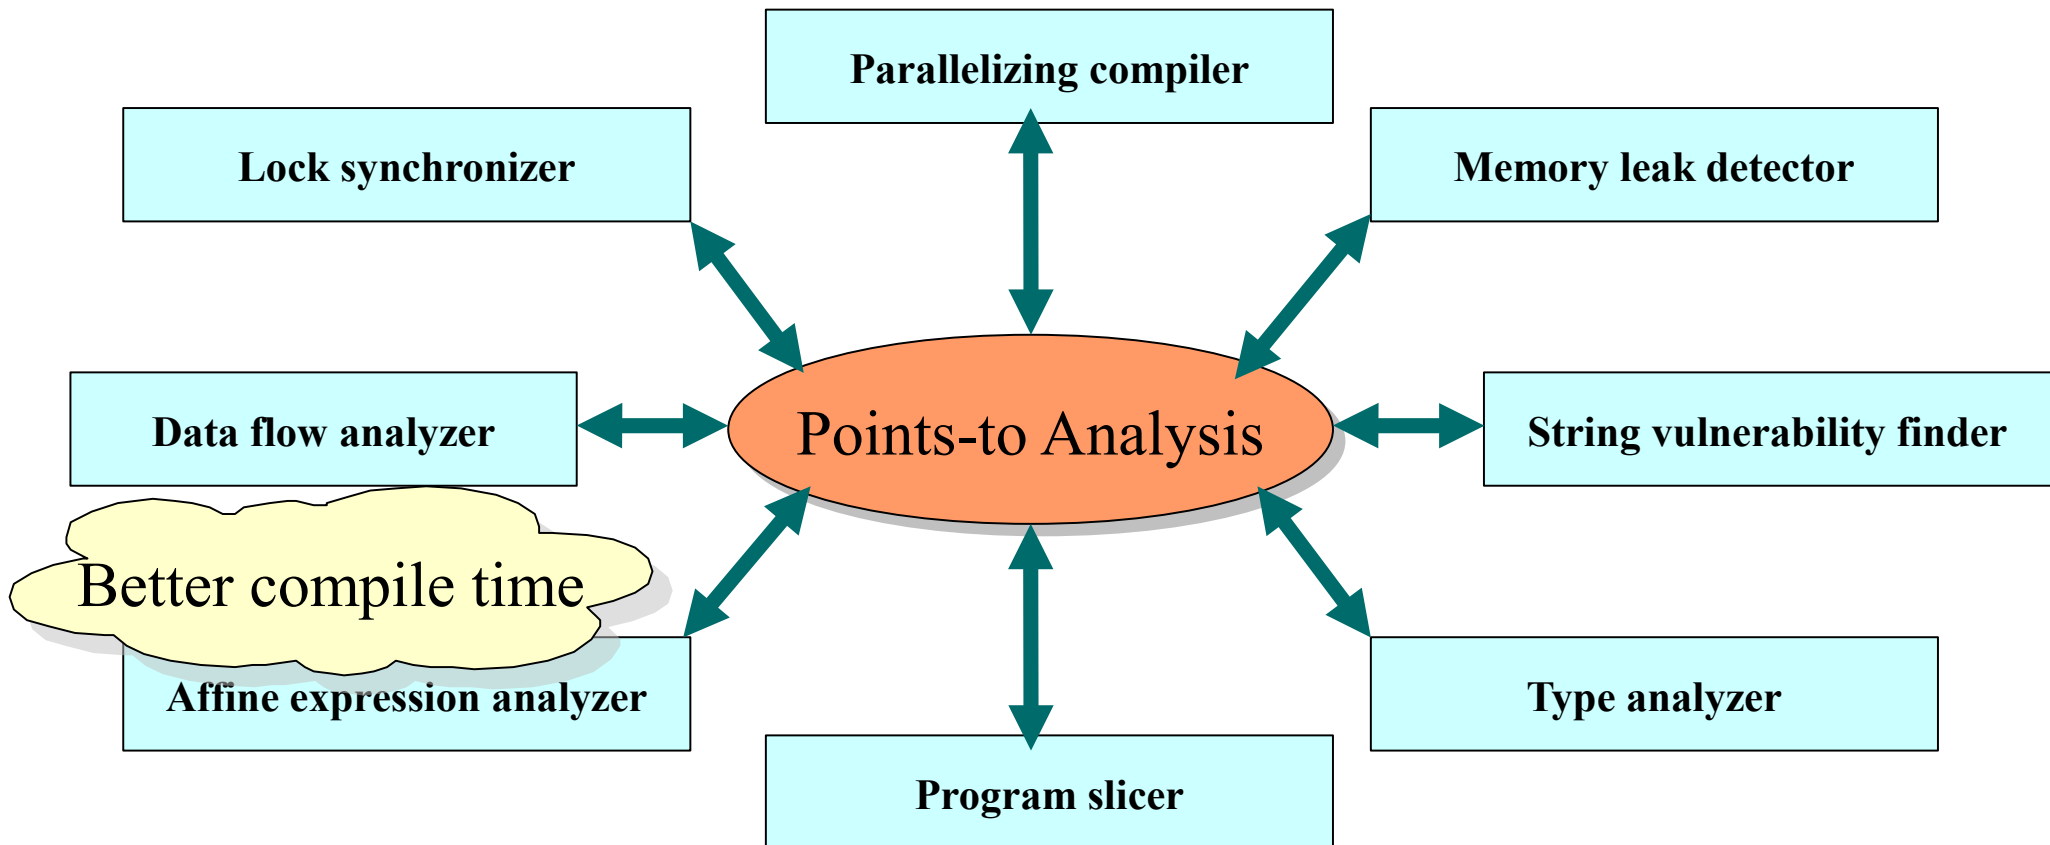 Parallelizing compiler
Lock synchronizer
Memory leak detector
Data flow analyzer
Points-to Analysis
String vulnerability finder
Better compile time
Affine expression analyzer
Type analyzer
Program slicer